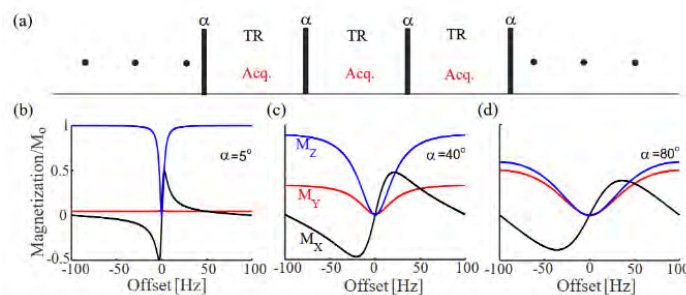 (a)
α α α α
TR TR TR
Acq. Acq. Acq.
(b) (c) (d)
Magnetization/Mo
1
0.5
0
-0.5
α=5°
-100 -50 0 50 100
Offset [Hz]
MZ
MY
MX
α=40°
-100 -50 0 50 100
Offset [Hz]
α=80°
-100 -50 0 50 100
Offset [Hz]